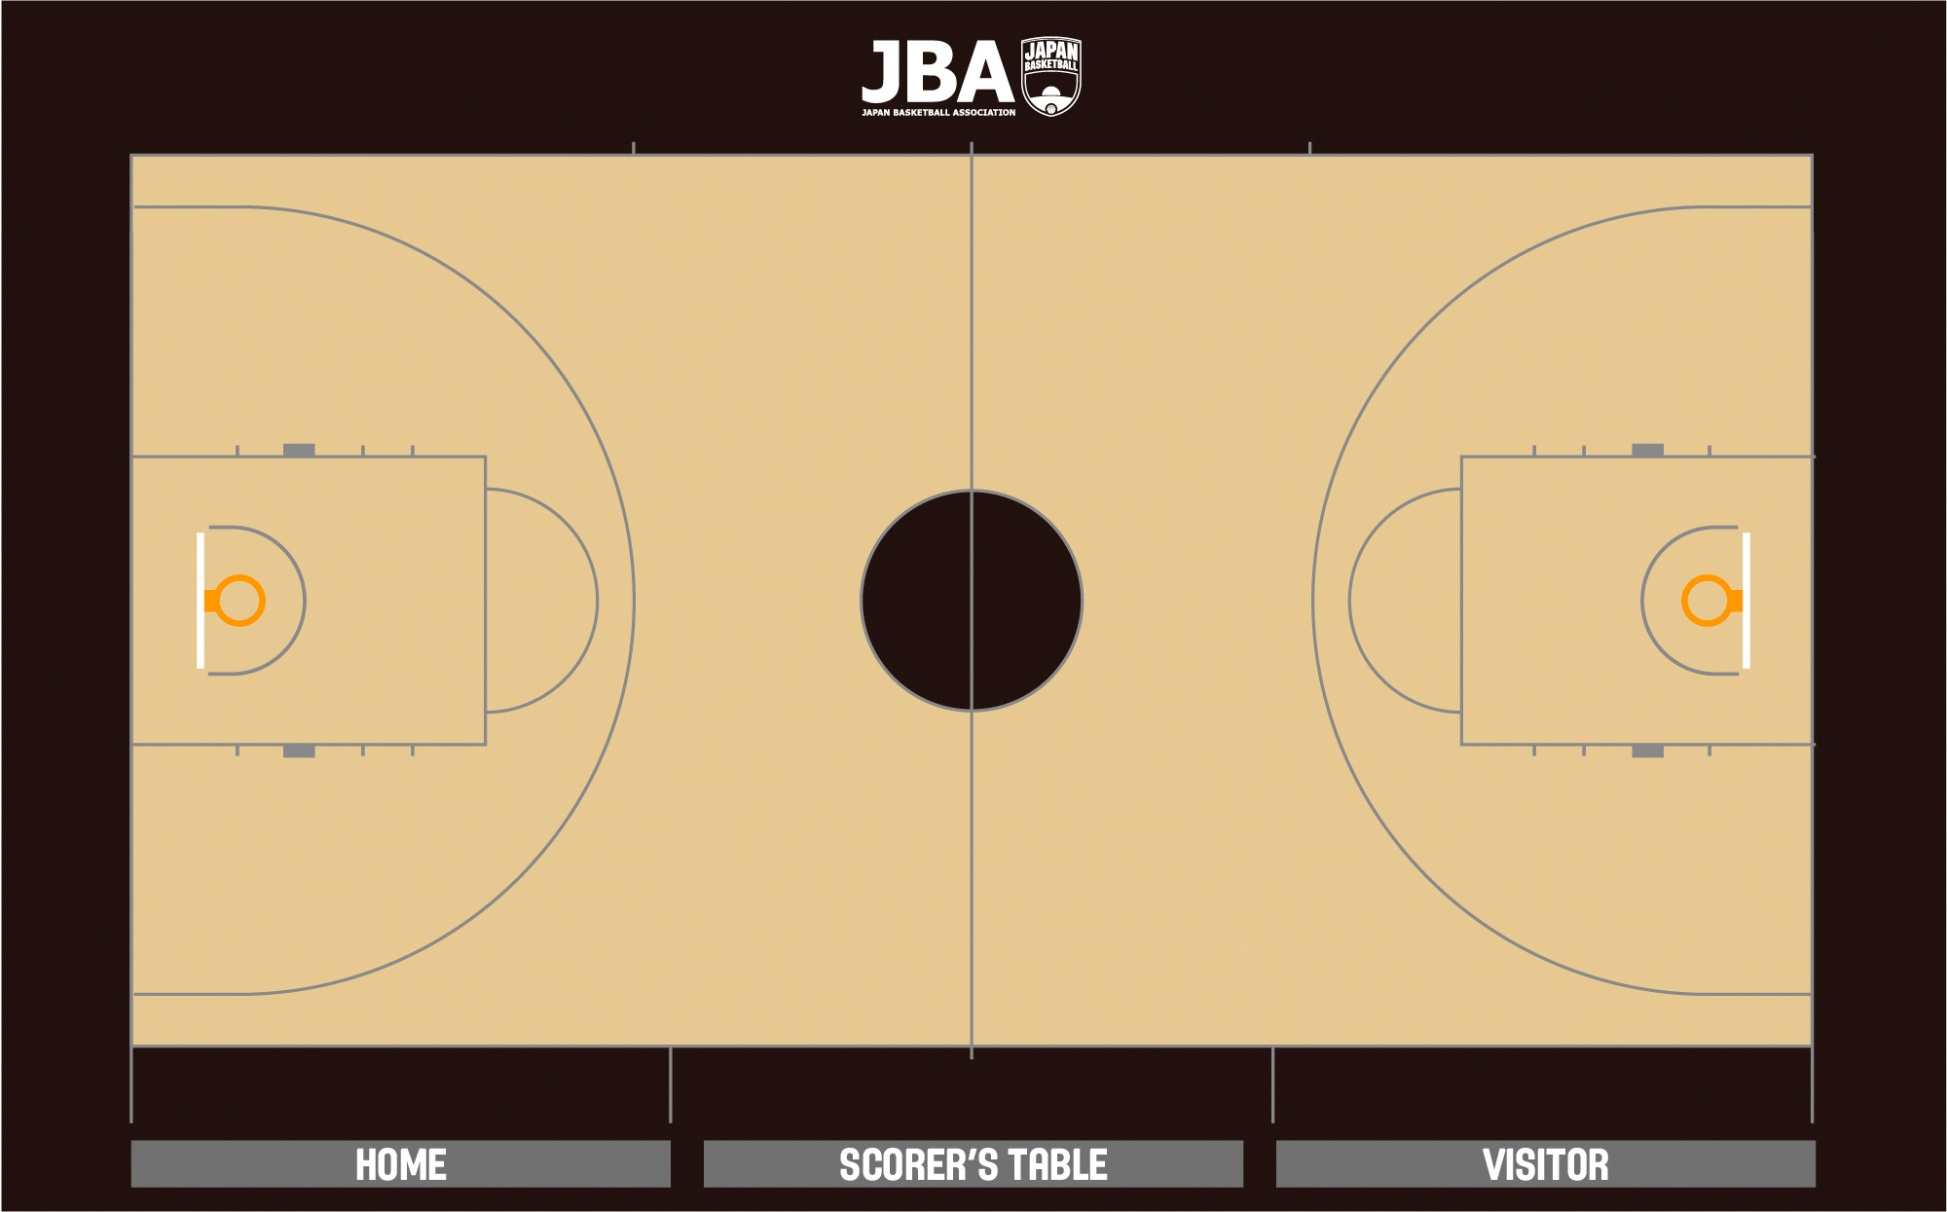 JBA
JAPAN BASKETBALL ASSOCIATION
JAPAN
BASKETBALL
HOME
SCORER'S TABLE
VISITOR